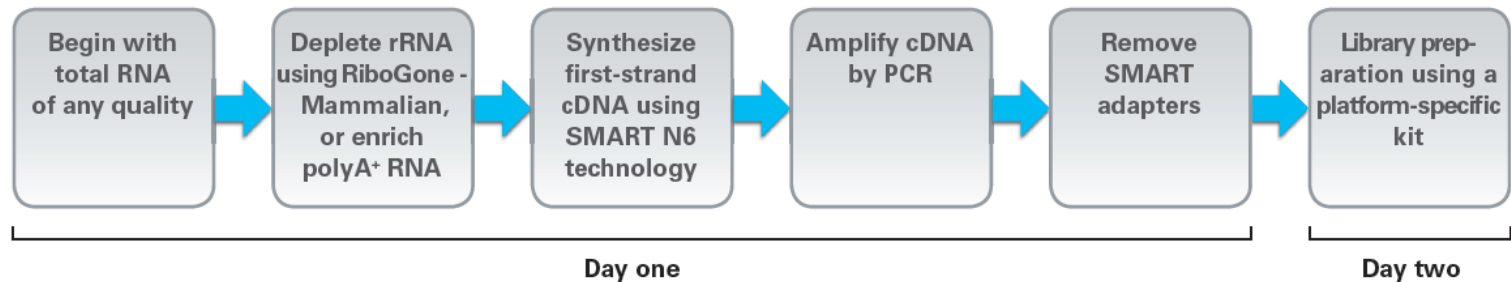 Begin with
total RNA
of any quality
Deplete rRNA
using RiboGone -
Mammalian,
or enrich
polyA⁺ RNA
Synthesize
first-strand
cDNA using
SMART N6
technology
Amplify cDNA
by PCR
Remove
SMART
adapters
Library prep-
aration using a
platform-specific
kit
Day one
Day two